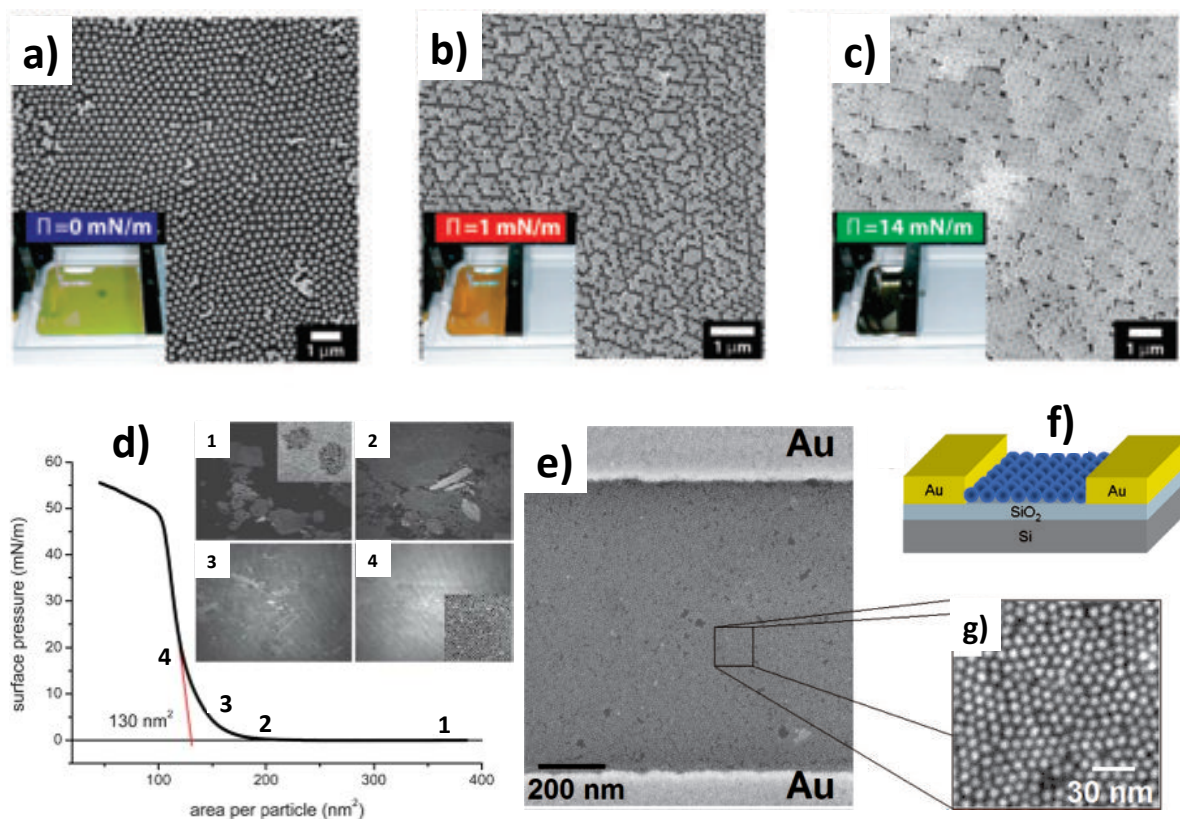 a)
Π=0 mN/m
1 μm
b)
Π=1 mN/m
1 μm
c)
Π=14 mN/m
1 μm
d)
1
2
3
4
60
50
40
30
20
10
0
surface pressure (mN/m)
4
3
2
1
130 nm²
100
200
300
400
area per particle (nm²)
e)
Au
200 nm
Au
f)
Au
Au
SiO₂
Si
g)
30 nm